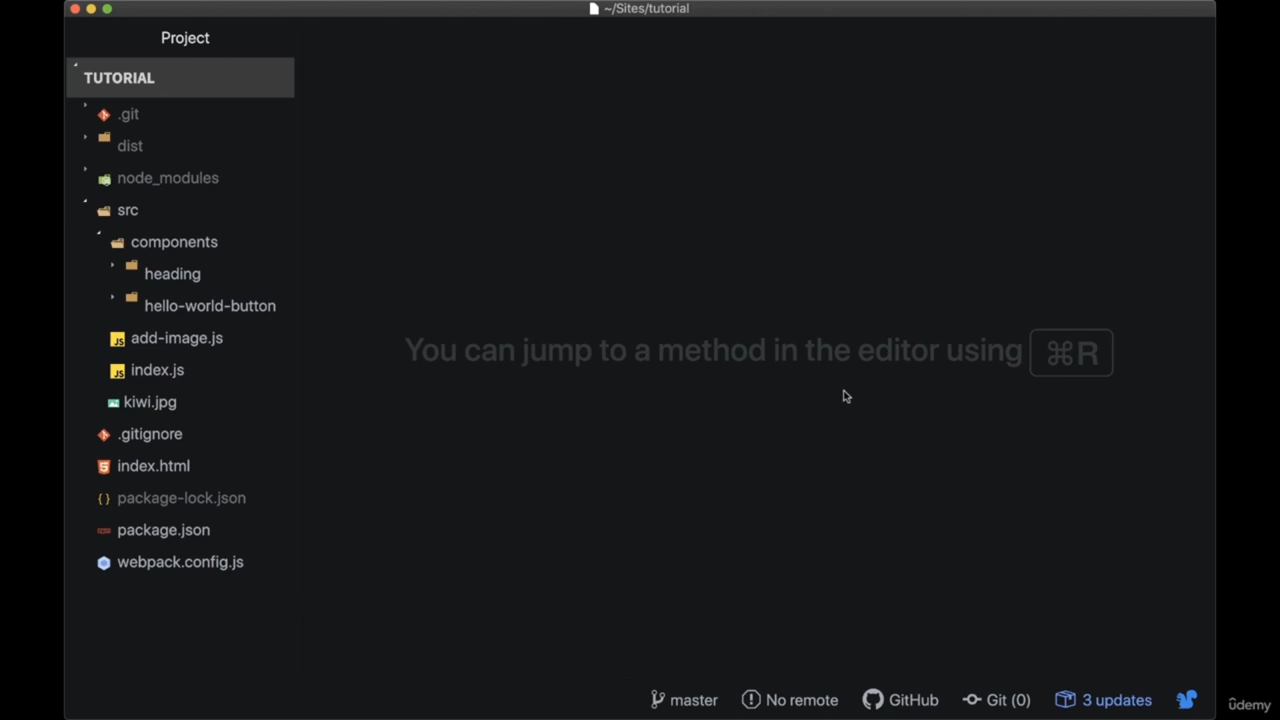 ~/Sites/tutorial
Project
TUTORIAL
.git
dist
node_modules
src
components
heading
hello-world-button
add-image.js
index.js
kiwi.jpg
.gitignore
index.html
package-lock.json
package.json
webpack.config.js
You can jump to a method in the editor using ⌘R
master No remote GitHub Git (0) 3 updates
udemy